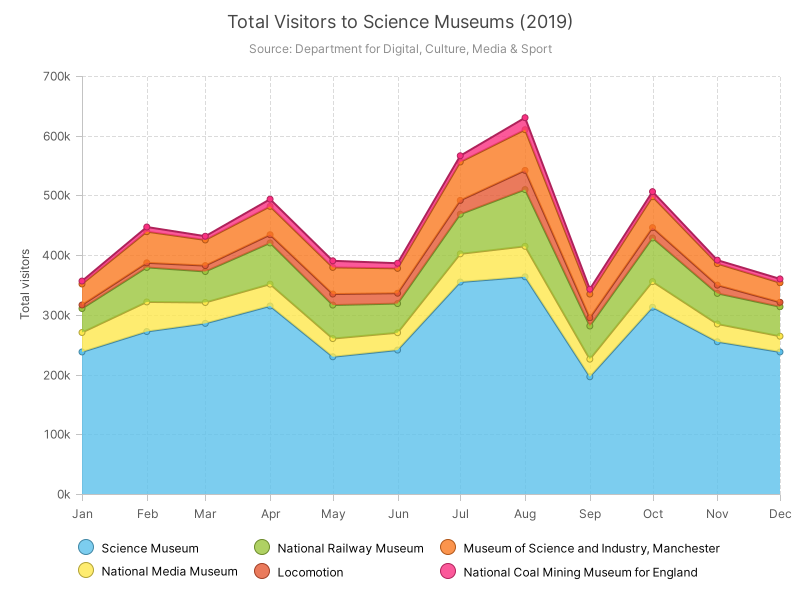 Total Visitors to Science Museums (2019)
Source: Department for Digital, Culture, Media & Sport
Total visitors
700k
600k
500k
400k
300k
200k
100k
0k
Jan Feb Mar Apr May Jun Jul Aug Sep Oct Nov Dec
Science Museum National Railway Museum Museum of Science and Industry, Manchester
National Media Museum Locomotion National Coal Mining Museum for England